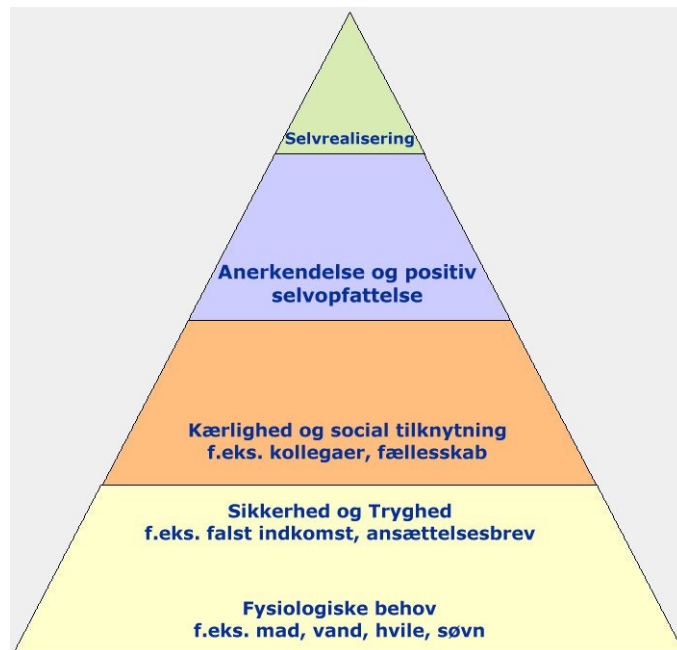 Selvrealisering
Anerkendelse og positiv
selvopfattelse
Kærlighed og social tilknytning
f.eks. kollegaer, fællesskab
Sikkerhed og Tryghed
f.eks. falst indkomst, ansættelsesbrev
Fysiologiske behov
f.eks. mad, vand, hvile, søvn